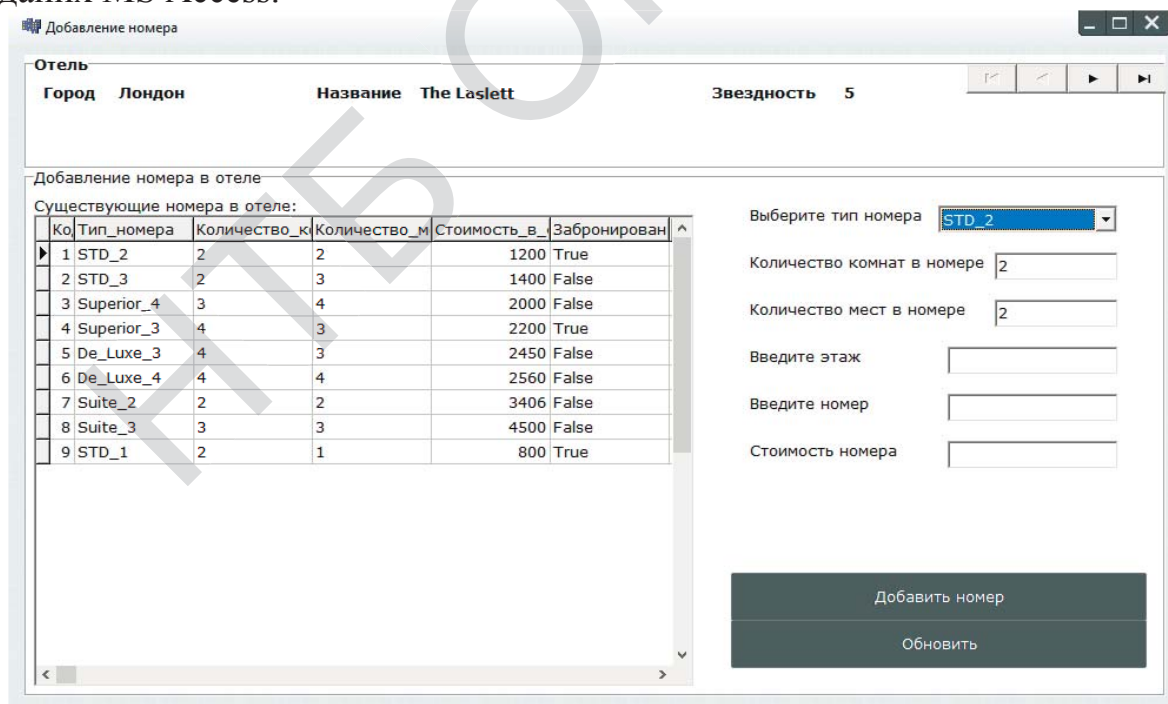 данных MS Access.
Добавление номера
Отель
Город Лондон Название The Laslett Звездность 5
Добавление номера в отеле
Существующие номера в отеле:
Ко Тип_номера Количество_к Количество_м Стоимость_в_ Забронирован
1 STD_2 2 2 1200 True
2 STD_3 2 3 1400 False
3 Superior_4 3 4 2000 False
4 Superior_3 4 3 2200 True
5 De_Luxe_3 4 3 2450 False
6 De_Luxe_4 4 4 2560 False
7 Suite_2 2 2 3406 False
8 Suite_3 3 3 4500 False
9 STD_1 2 1 800 True
Выберите тип номера STD_2
Количество комнат в номере 2
Количество мест в номере 2
Введите этаж
Введите номер
Стоимость номера
Добавить номер
Обновить
НТБ